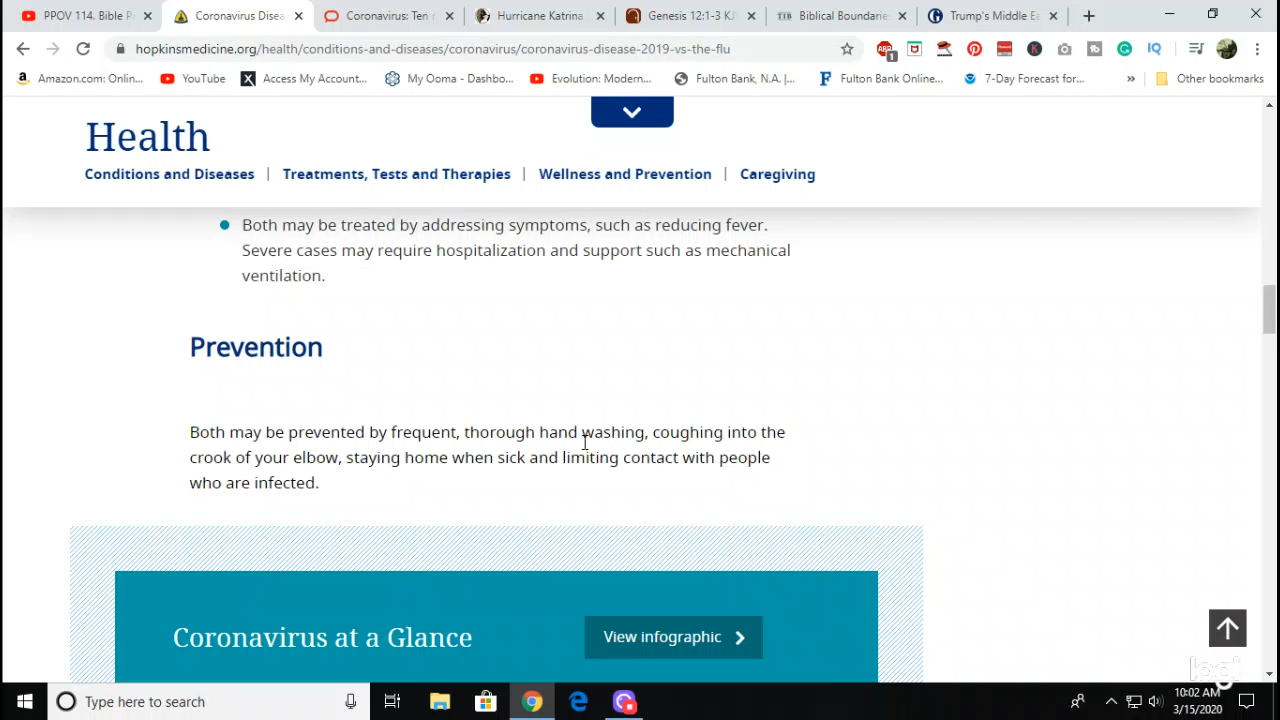 PPOV 114. Bible P
Coronavirus Disea
Coronavirus: Ten r
Hurricane Katrina
Genesis 12:1-3 KJ
TIB
Biblical Boundarie
Trump's Middle Ea
hopkinsmedicine.org/health/conditions-and-diseases/coronavirus/coronavirus-disease-2019-vs-the-flu
ABP
1
K
IQ
Amazon.com: Onlin...
YouTube
X
Access My Account...
My Ooma - Dashbo...
Evolution: Modern...
Fulton Bank, N.A. |...
F
Fulton Bank Online...
7-Day Forecast for...
»
Other bookmarks
Health
Conditions and Diseases | Treatments, Tests and Therapies | Wellness and Prevention | Caregiving
Both may be treated by addressing symptoms, such as reducing fever.
Severe cases may require hospitalization and support such as mechanical
ventilation.
Prevention
Both may be prevented by frequent, thorough hand washing, coughing into the
crook of your elbow, staying home when sick and limiting contact with people
who are infected.
Coronavirus at a Glance
View infographic
logi
Type here to search
10:02 AM
3/15/2020